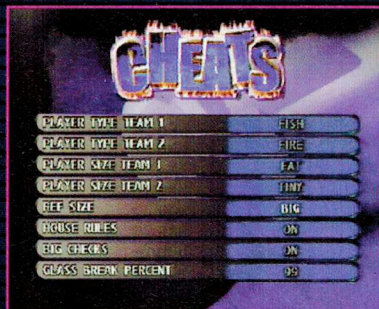 CHEATS
PLAYER TYPE TEAM 1 FISH
PLAYER TYPE TEAM 2 FIRE
PLAYER SIZE TEAM 1 FAT
PLAYER SIZE TEAM 2 TINY
REF SIZE BIG
HOUSE RULES ON
BIG CHECKS ON
GLASS BREAK PERCENT 99